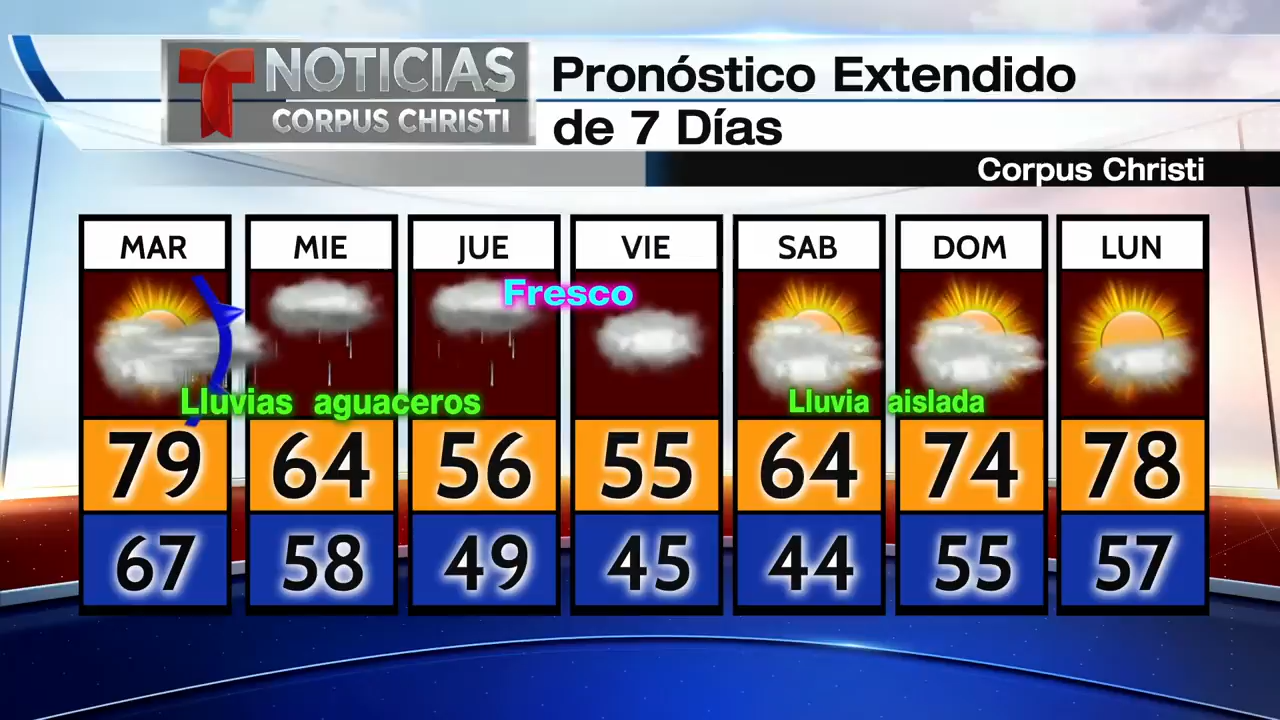 NOTICIAS
CORPUS CHRISTI
Pronóstico Extendido
de 7 Días
Corpus Christi
MAR MIE JUE VIE SAB DOM LUN
Fresco
Lluvias aguaceros Lluvia aislada
79 64 56 55 64 74 78
67 58 49 45 44 55 57